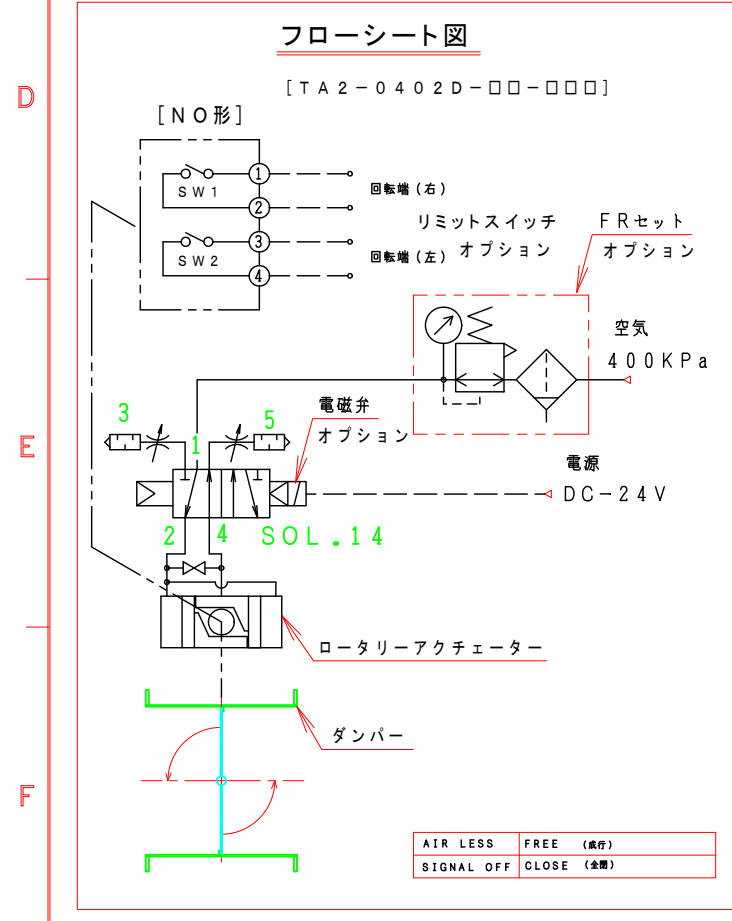 フローシート図
[TA2-0402D-□□-□□□]
[NO形]
SW1
SW2
1
2
3
4
回転端(右)
回転端(左)
リミットスイッチ
オプション
FRセット
オプション
空気
400KPa
電磁弁
オプション
電源
DC-24V
3
1
5
2
4
SOL.14
ロータリーアクチェーター
ダンパー
AIR LESS FREE (成行)
SIGNAL OFF CLOSE (全閉)
D
E
F